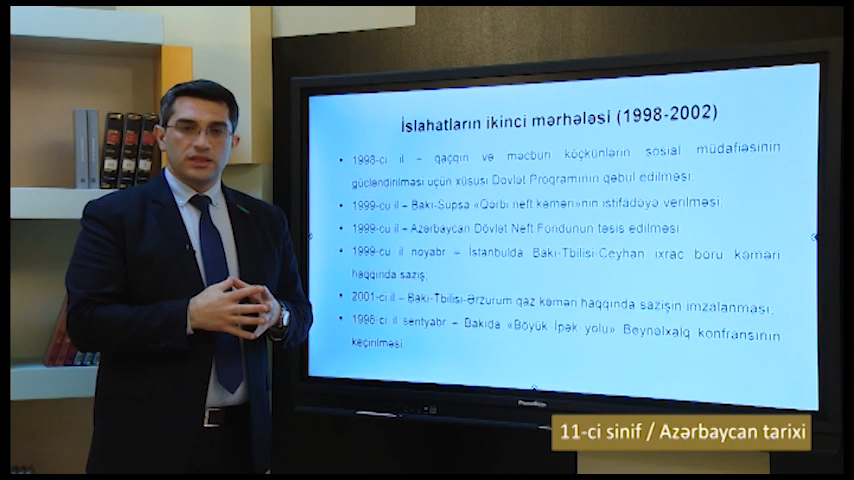 İslahatların ikinci mərhələsi (1998-2002)
• 1998-ci il – qaçqın və məcburi köçkünlərin sosial müdafiəsinin
gücləndirilməsi üçün xüsusi Dövlət Proqramının qəbul edilməsi;
• 1999-cu il – Bakı-Supsa «Qərbi neft kəməri»nin istifadəyə verilməsi;
• 1999-cu il – Azərbaycan Dövlət Neft Fondunun təsis edilməsi
• 1999-cu il noyabr – İstanbulda Bakı-Tbilisi-Ceyhan ixrac boru kəməri
haqqında saziş;
• 2001-ci il – Bakı-Tbilisi-Ərzurum qaz kəməri haqqında sazişin imzalanması;
• 1998-ci il sentyabr – Bakıda «Böyük İpək yolu» Beynəlxalq konfransının
keçirilməsi.
Promethean
11-ci sinif / Azərbaycan tarixi